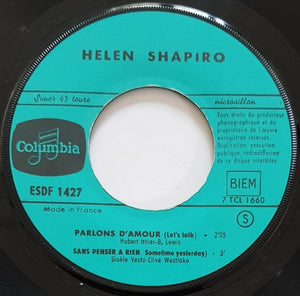 HELEN SHAPIRO
Super 45 tours
microsillon
Columbia
ESDF 1427
Made in France
Tous droits du producteur
phonographique et du
propriétaire de l'œuvre
enregistrée réservés.
Duplication, exécution
publique, radiodiffusion
de ce disque interdites
BIEM
7 TCL 1660
S
PARLONS D'AMOUR (Let's talk) - 2'05
Hubert Ithier-B. Lewis
SANS PENSER A RIEN (Sometime yesterday) - 3'
Gisèle Vesta-Clive Westlake